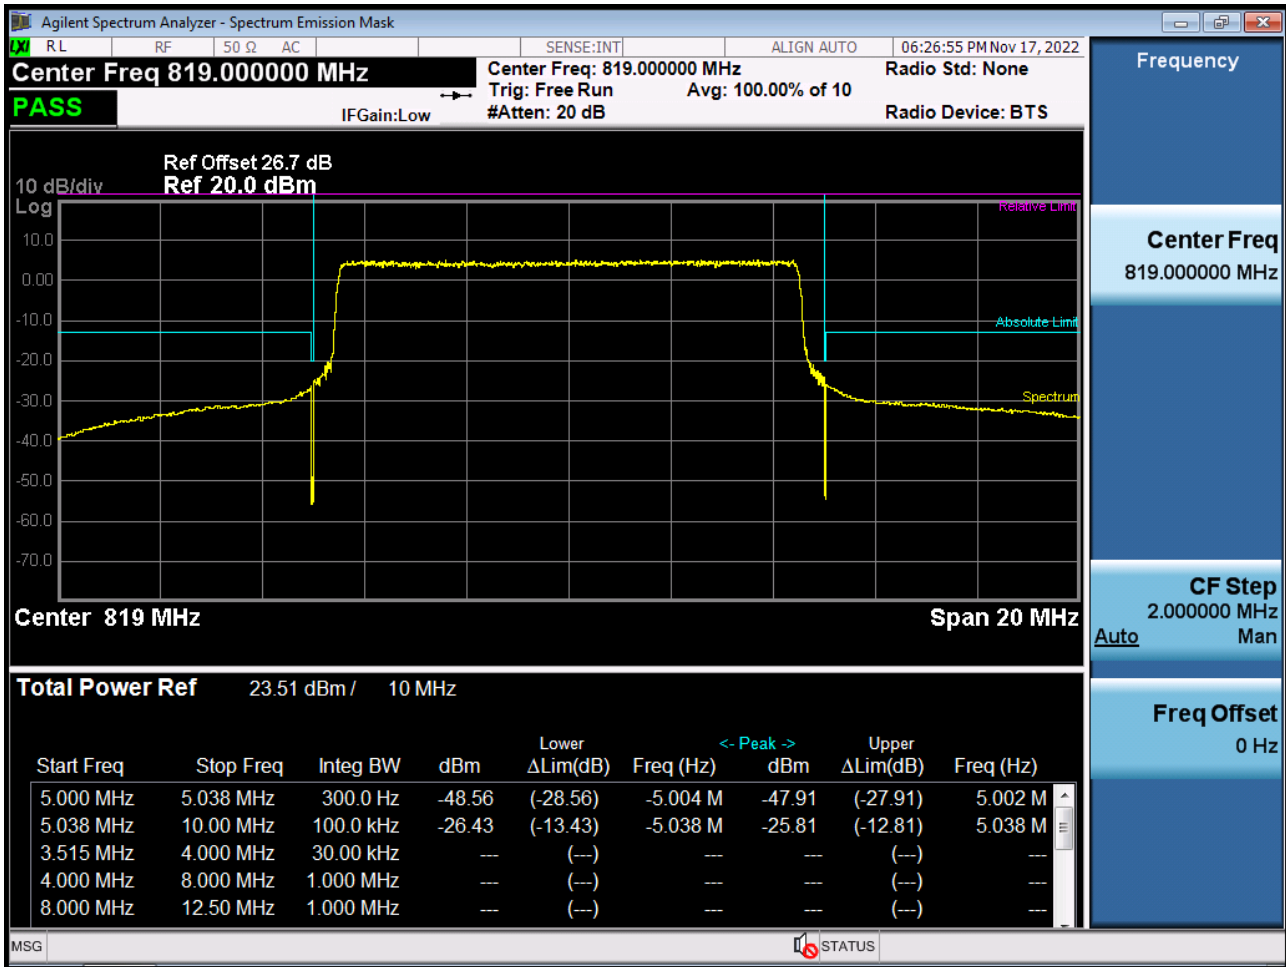 Agilent Spectrum Analyzer - Spectrum Emission Mask
LXI RL RF 50 Ω AC SENSE:INT ALIGN AUTO 06:26:55 PM Nov 17, 2022
Center Freq 819.000000 MHz
Center Freq: 819.000000 MHz Radio Std: None
Trig: Free Run Avg: 100.00% of 10
PASS
IFGain:Low #Atten: 20 dB Radio Device: BTS
Ref Offset 26.7 dB
10 dB/div Ref 20.0 dBm
Log
Relative Limit
10.0
0.00
-10.0
Absolute Limit
-20.0
-30.0
Spectrum
-40.0
-50.0
-60.0
-70.0
Center 819 MHz Span 20 MHz
Total Power Ref 23.51 dBm / 10 MHz
Lower <- Peak -> Upper
Start Freq Stop Freq Integ BW dBm ΔLim(dB) Freq (Hz) dBm ΔLim(dB) Freq (Hz)
5.000 MHz 5.038 MHz 300.0 Hz -48.56 (-28.56) -5.004 M -47.91 (-27.91) 5.002 M
5.038 MHz 10.00 MHz 100.0 kHz -26.43 (-13.43) -5.038 M -25.81 (-12.81) 5.038 M
3.515 MHz 4.000 MHz 30.00 kHz --- (---) --- --- (---) ---
4.000 MHz 8.000 MHz 1.000 MHz --- (---) --- --- (---) ---
8.000 MHz 12.50 MHz 1.000 MHz --- (---) --- --- (---) ---
MSG STATUS
Frequency
Center Freq
819.000000 MHz
CF Step
2.000000 MHz
Auto Man
Freq Offset
0 Hz